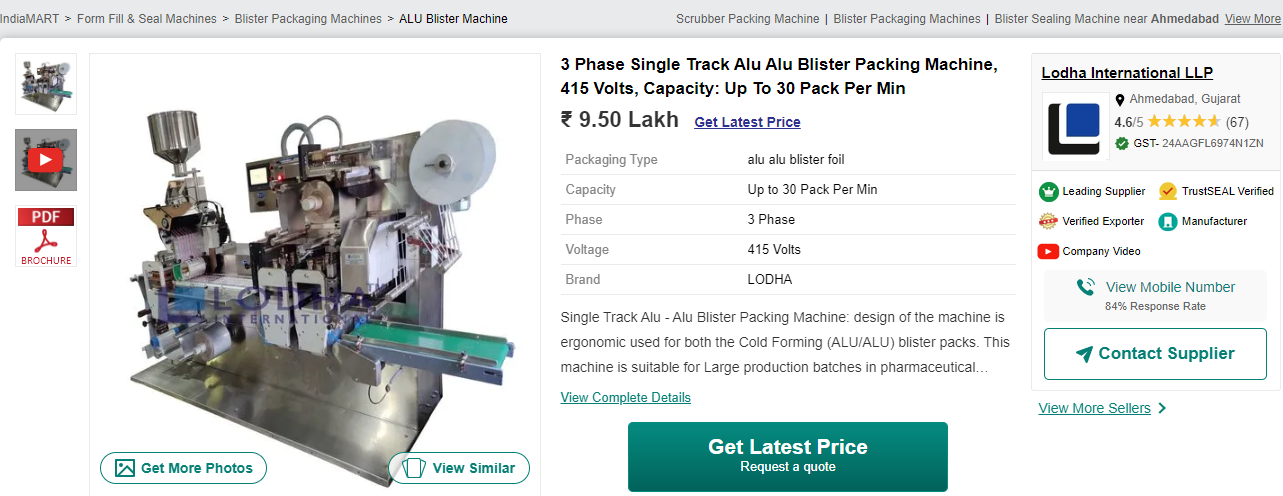 IndiaMART > Form Fill & Seal Machines > Blister Packaging Machines > ALU Blister Machine
Scrubber Packing Machine | Blister Packaging Machines | Blister Sealing Machine near Ahmedabad View More
PDF
BROCHURE
LODHA
INTERNATIONAL
Get More Photos
View Similar
3 Phase Single Track Alu Alu Blister Packing Machine,
415 Volts, Capacity: Up To 30 Pack Per Min
₹ 9.50 Lakh Get Latest Price
Packaging Type alu alu blister foil
Capacity Up to 30 Pack Per Min
Phase 3 Phase
Voltage 415 Volts
Brand LODHA
Single Track Alu - Alu Blister Packing Machine: design of the machine is
ergonomic used for both the Cold Forming (ALU/ALU) blister packs. This
machine is suitable for Large production batches in pharmaceutical…
View Complete Details
Get Latest Price
Request a quote
Lodha International LLP
Ahmedabad, Gujarat
4.6/5 (67)
GST- 24AAGFL6974N1ZN
Leading Supplier TrustSEAL Verified
Verified Exporter Manufacturer
Company Video
View Mobile Number
84% Response Rate
Contact Supplier
View More Sellers >